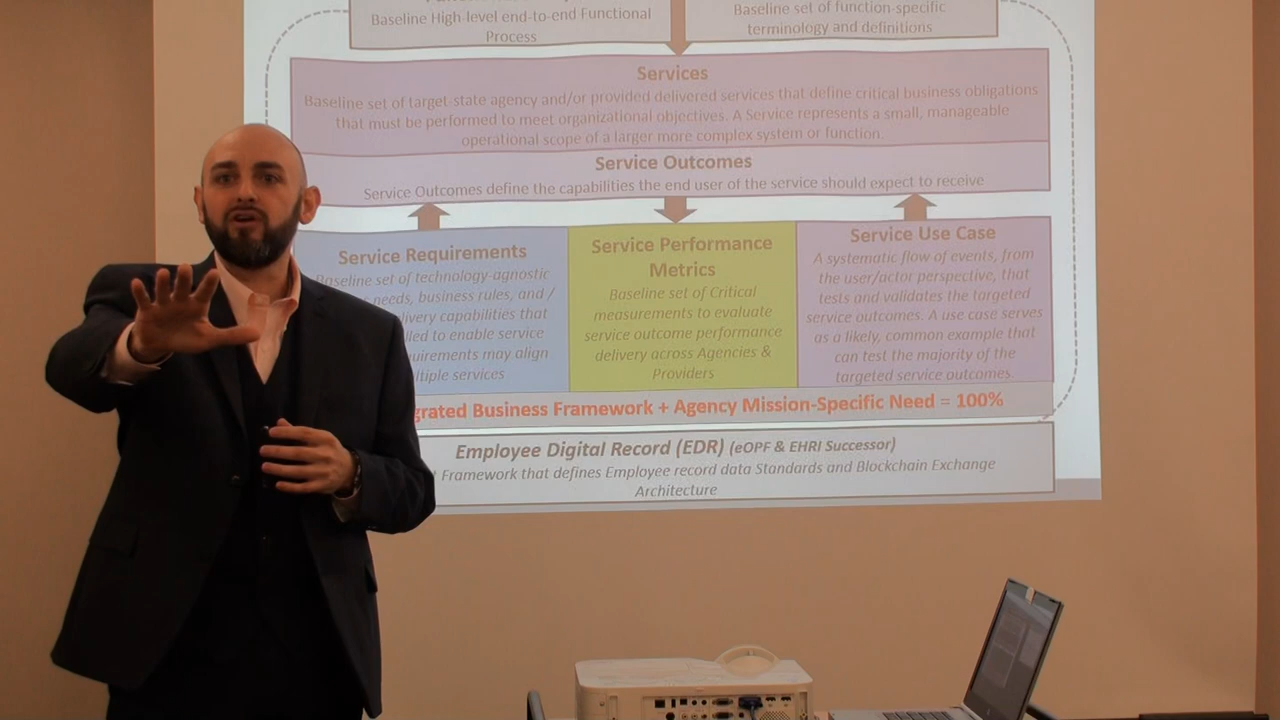 Baseline High-level end-to-end Functional
Process
Baseline set of function-specific
terminology and definitions
Services
Baseline set of target-state agency and/or provided delivered services that define critical business obligations
that must be performed to meet organizational objectives. A Service represents a small, manageable
operational scope of a larger more complex system or function.
Service Outcomes
Service Outcomes define the capabilities the end user of the service should expect to receive
Service Requirements
Baseline set of technology-agnostic
needs, business rules, and /
capabilities that
to enable service
may align
services
Service Performance
Metrics
Baseline set of Critical
measurements to evaluate
service outcome performance
delivery across Agencies &
Providers
Service Use Case
A systematic flow of events, from
the user/actor perspective, that
tests and validates the targeted
service outcomes. A use case serves
as a likely, common example that
can test the majority of the
targeted service outcomes.
Business Framework + Agency Mission-Specific Need = 100%
Employee Digital Record (EDR) (eOPF & EHRI Successor)
Framework that defines Employee record data Standards and Blockchain Exchange
Architecture